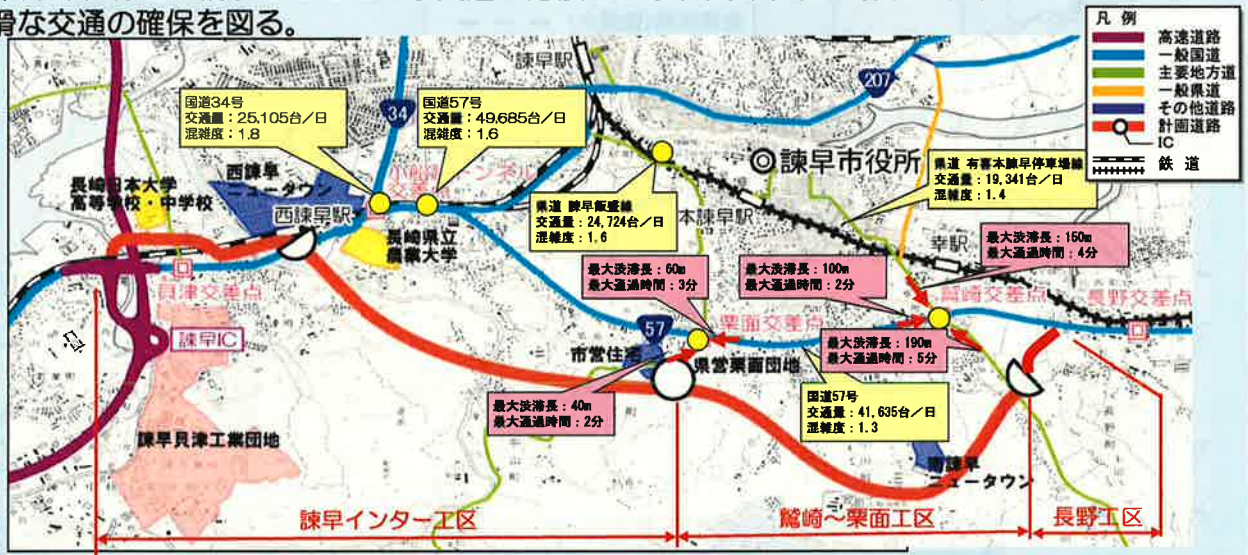 骨な交通の確保を図る。
凡 例
高速道路
一般国道
主要地方道
一般県道
その他道路
計画道路
IC
鉄 道
諫早駅
207
34
国道34号
交通量：25,105台／日
混雑度：1.8
国道57号
交通量：49,685台／日
混雑度：1.6
西諫早
ニュータウン
長崎日本大学
高等学校・中学校
西諫早駅
トンネル
交差点
長崎県立
農業大学
県道 諫早飯盛線
交通量：24,724台／日
混雑度：1.6
◎諫早市役所
県道 有喜本諫早停車場線
交通量：19,341台／日
混雑度：1.4
本諫早駅
幸駅
最大渋滞長：60m
最大通過時間：3分
最大渋滞長：100m
最大通過時間：2分
最大渋滞長：150m
最大通過時間：4分
貝津交差点
諫早IC
鷲崎交差点
長野交差点
57
栗面交差点
市営住宅
県営栗面団地
最大渋滞長：190m
最大通過時間：5分
最大渋滞長：40m
最大通過時間：2分
国道57号
交通量：41,635台／日
混雑度：1.3
諫早貝津工業団地
南諫早
ニュータウン
諫早インター工区
鷲崎～栗面工区
長野工区